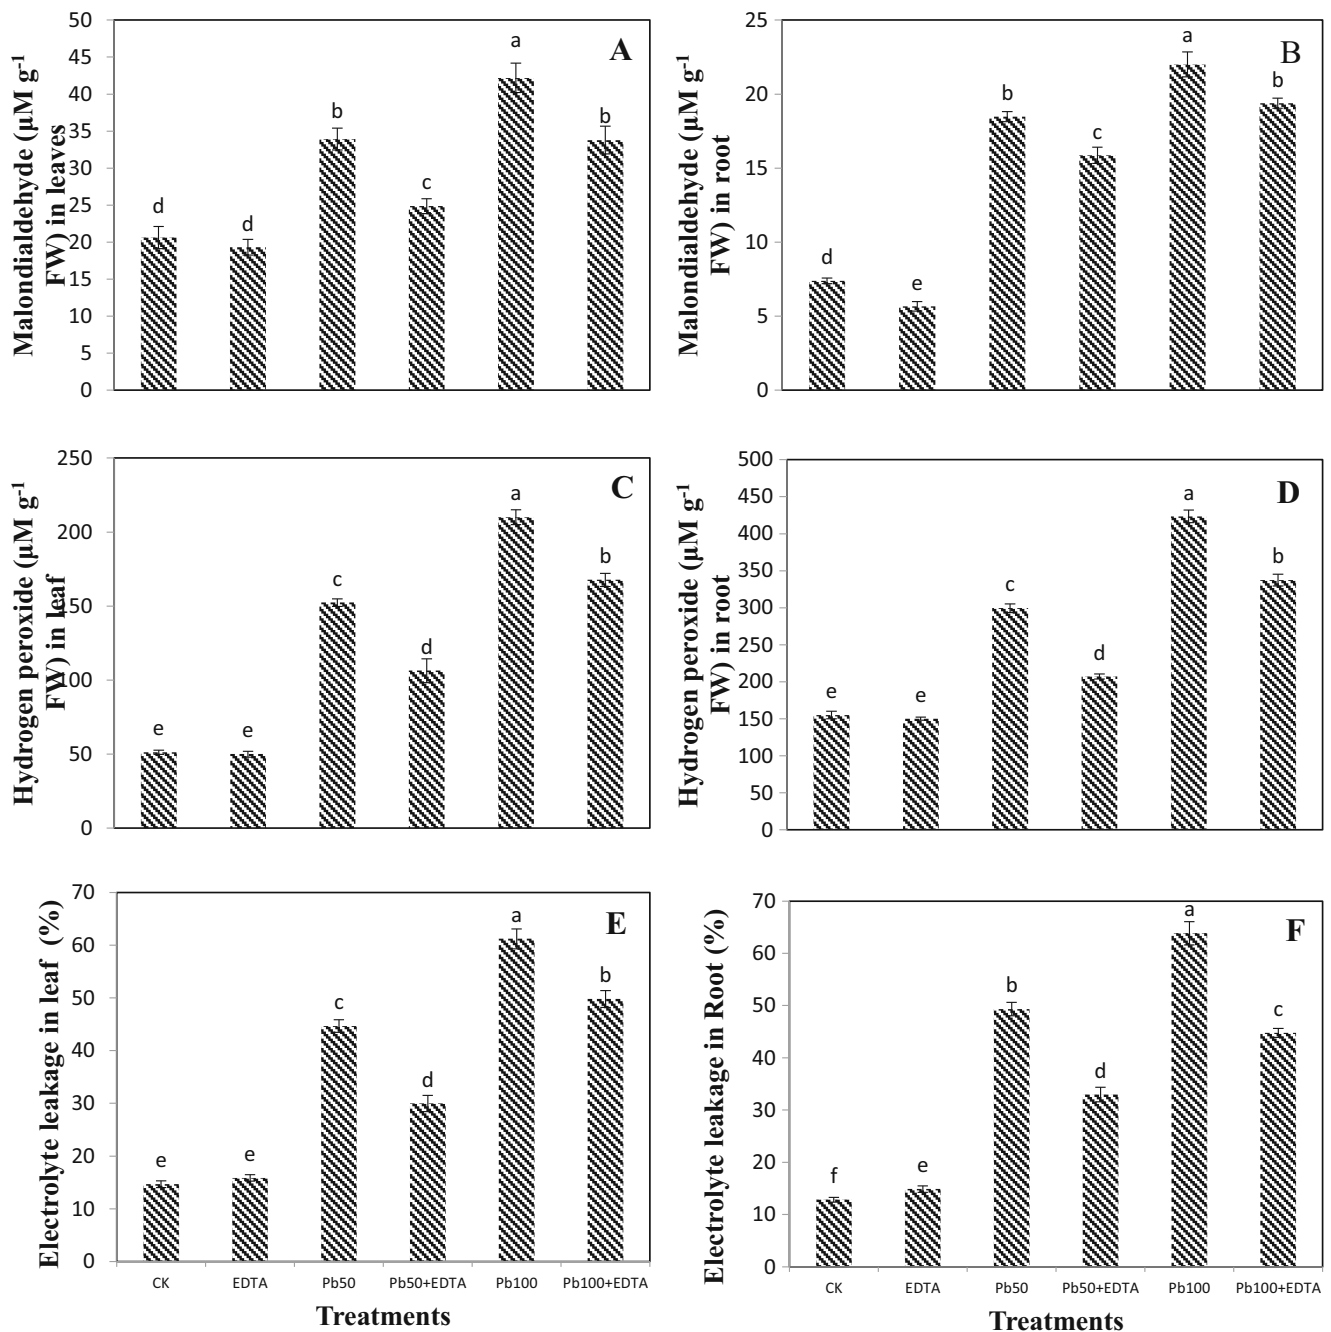 Malondialdehyde (µM g-1
FW) in leaves
50
45
40
35
30
25
20
15
10
5
0
A
d
d
b
c
a
b
Malondialdehyde (µM g-1
FW) in root
25
20
15
10
5
0
B
d
e
b
c
a
b
Hydrogen peroxide (µM g-1
FW) in leaf
250
200
150
100
50
0
C
e
e
c
d
a
b
Hydrogen peroxide (µM g-1
FW) in root
500
450
400
350
300
250
200
150
100
50
0
D
e
e
c
d
a
b
Electrolyte leakage in leaf (%)
70
60
50
40
30
20
10
0
E
e
e
c
d
a
b
CK EDTA Pb50 Pb50+EDTA Pb100 Pb100+EDTA
Treatments
Electrolyte leakage in Root (%)
70
60
50
40
30
20
10
0
F
f
e
b
d
a
c
CK EDTA Pb50 Pb50+EDTA Pb100 Pb100+EDTA
Treatments